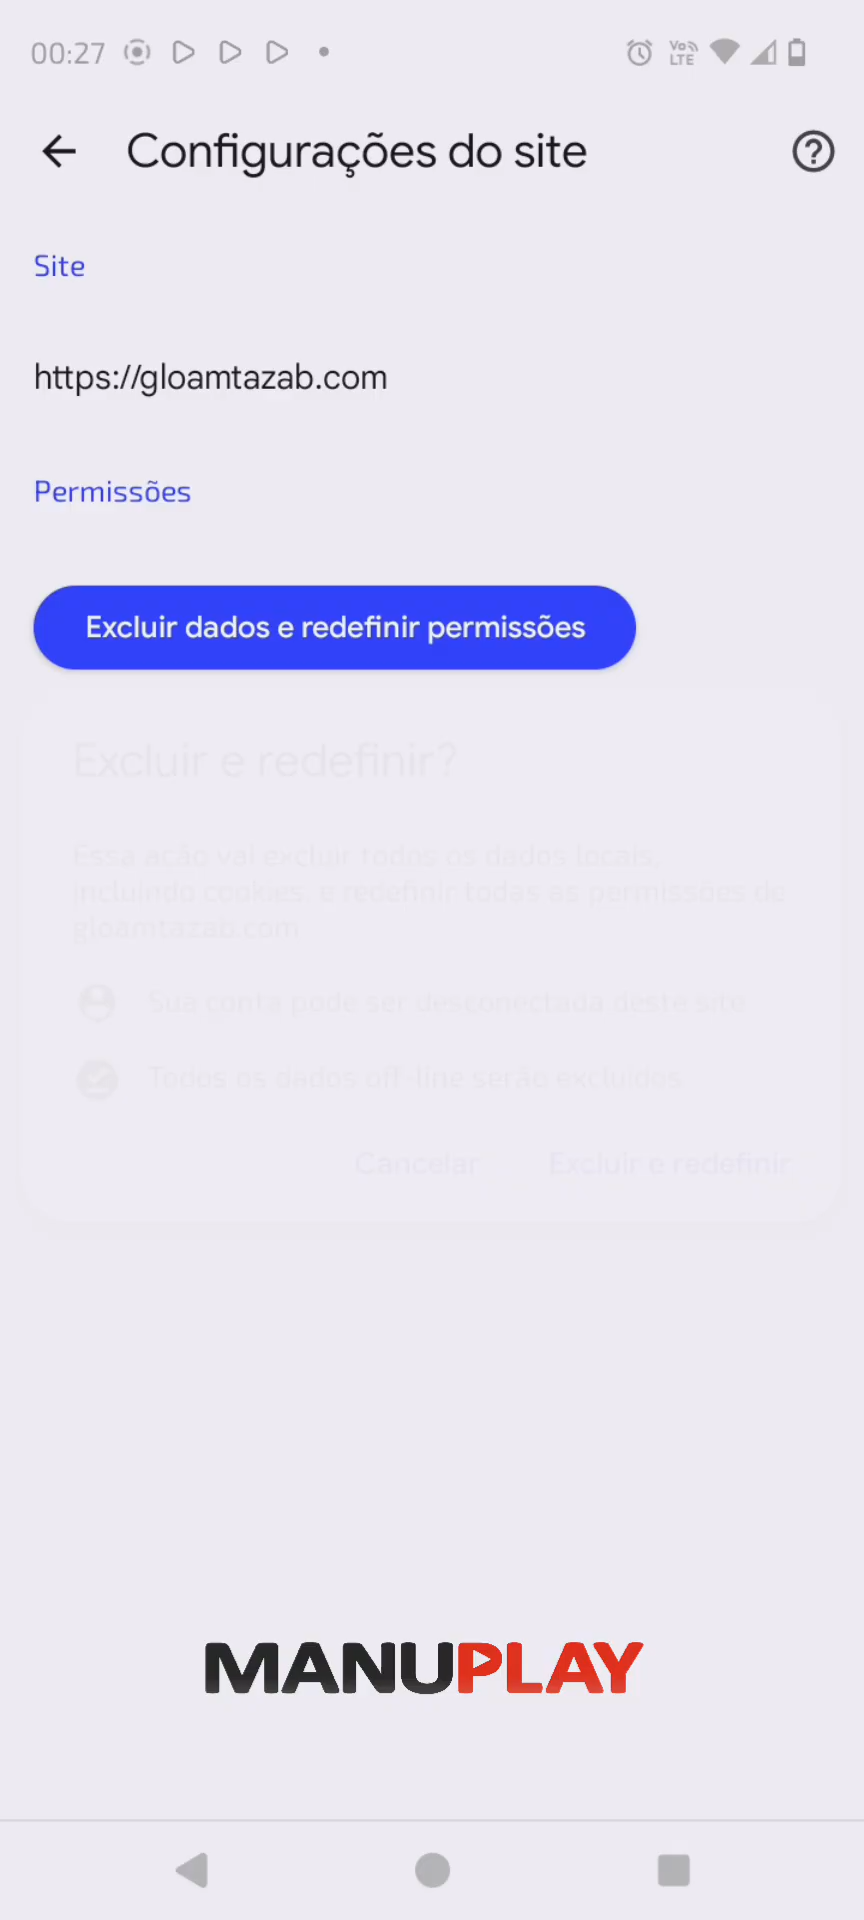 00:27
Vo LTE
Configurações do site
Site
https://gloamtazab.com
Permissões
Excluir dados e redefinir permissões
Excluir e redefinir?
Essa ação vai excluir todos os dados locais,
incluindo cookies, e redefinir todas as permissões de
gloamtazab.com
Sua conta pode ser desconectada deste site
Todos os dados off-line serão excluídos
Cancelar
Excluir e redefinir
MANUPLAY